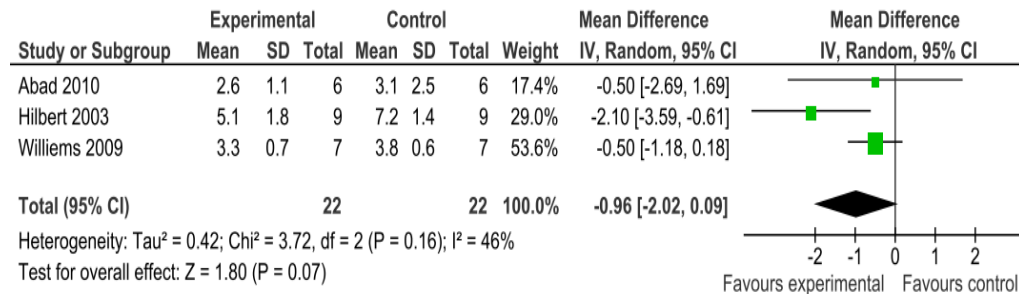 Experimental Control Mean Difference Mean Difference
Study or Subgroup Mean SD Total Mean SD Total Weight IV, Random, 95% CI IV, Random, 95% CI
Abad 2010 2.6 1.1 6 3.1 2.5 6 17.4% -0.50 [-2.69, 1.69]
Hilbert 2003 5.1 1.8 9 7.2 1.4 9 29.0% -2.10 [-3.59, -0.61]
Williems 2009 3.3 0.7 7 3.8 0.6 7 53.6% -0.50 [-1.18, 0.18]
Total (95% CI) 22 22 100.0% -0.96 [-2.02, 0.09]
Heterogeneity: Tau² = 0.42; Chi² = 3.72, df = 2 (P = 0.16); I² = 46%
Test for overall effect: Z = 1.80 (P = 0.07)
-2 -1 0 1 2
Favours experimental Favours control